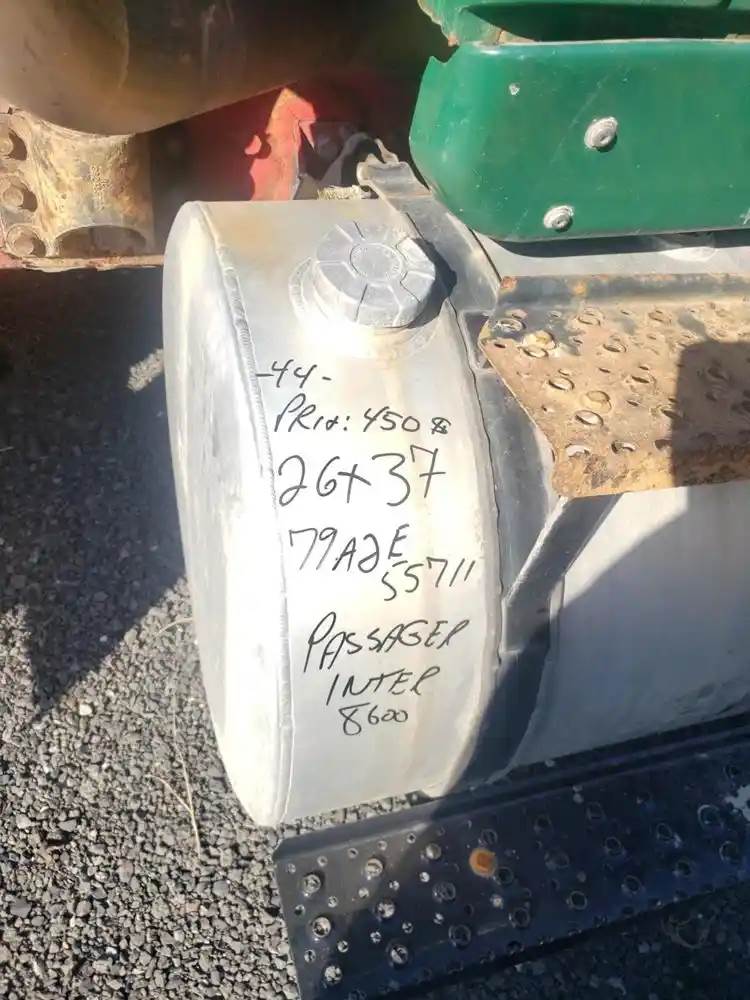 -44-
PRix: 450 $
26x37
79A2E
55711
PASSAGER
INTER
8600